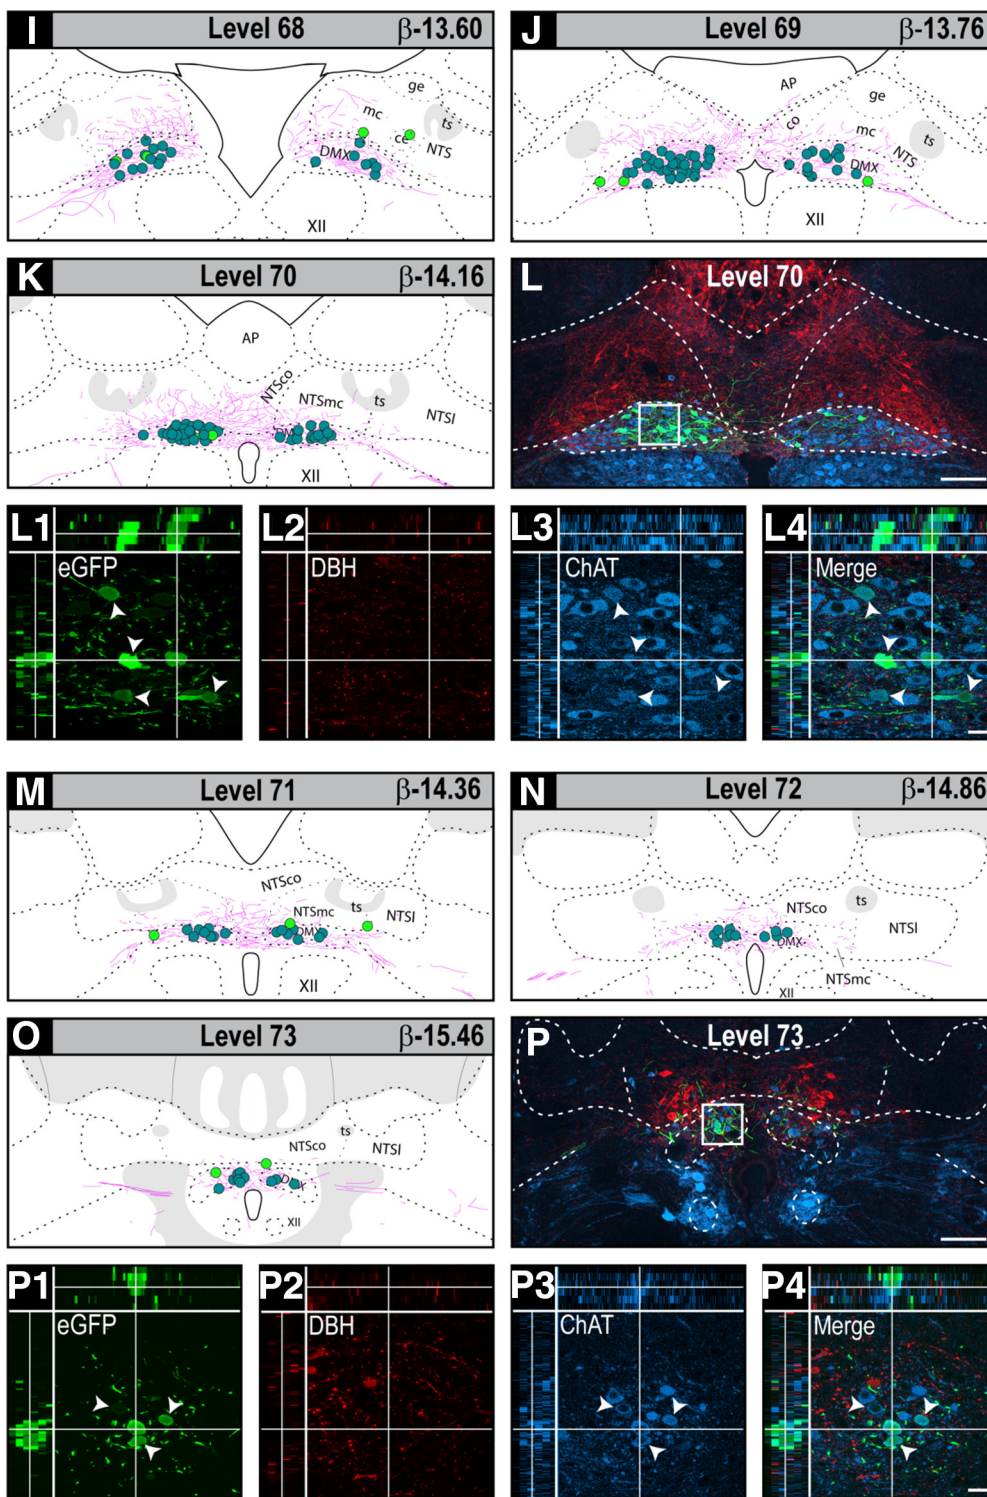 I Level 68 β-13.60
ge
mc
ts
ce
NTS
DMX
XII
J Level 69 β-13.76
AP
ge
co
mc
ts
NTS
DMX
XII
K Level 70 β-14.16
AP
NTSco
NTSmc
ts
NTSl
XII
L Level 70
L1 eGFP
L2 DBH
L3 ChAT
L4 Merge
M Level 71 β-14.36
NTSco
NTSmc
ts
NTSl
DMX
XII
N Level 72 β-14.86
ts
NTSco
NTSl
DMX
NTSmc
XII
O Level 73 β-15.46
ts
NTSco
NTSl
DMX
XII
P Level 73
P1 eGFP
P2 DBH
P3 ChAT
P4 Merge